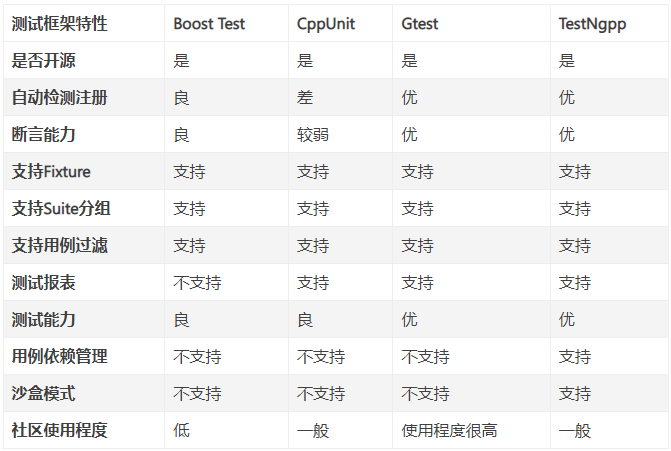 测试框架特性 Boost Test CppUnit Gtest TestNgpp
是否开源 是 是 是 是
自动检测注册 良 差 优 优
断言能力 良 较弱 优 优
支持Fixture 支持 支持 支持 支持
支持Suite分组 支持 支持 支持 支持
支持用例过滤 支持 支持 支持 支持
测试报表 不支持 支持 支持 支持
测试能力 良 良 优 优
用例依赖管理 不支持 不支持 不支持 支持
沙盒模式 不支持 不支持 不支持 支持
社区使用程度 低 一般 使用程度很高 一般